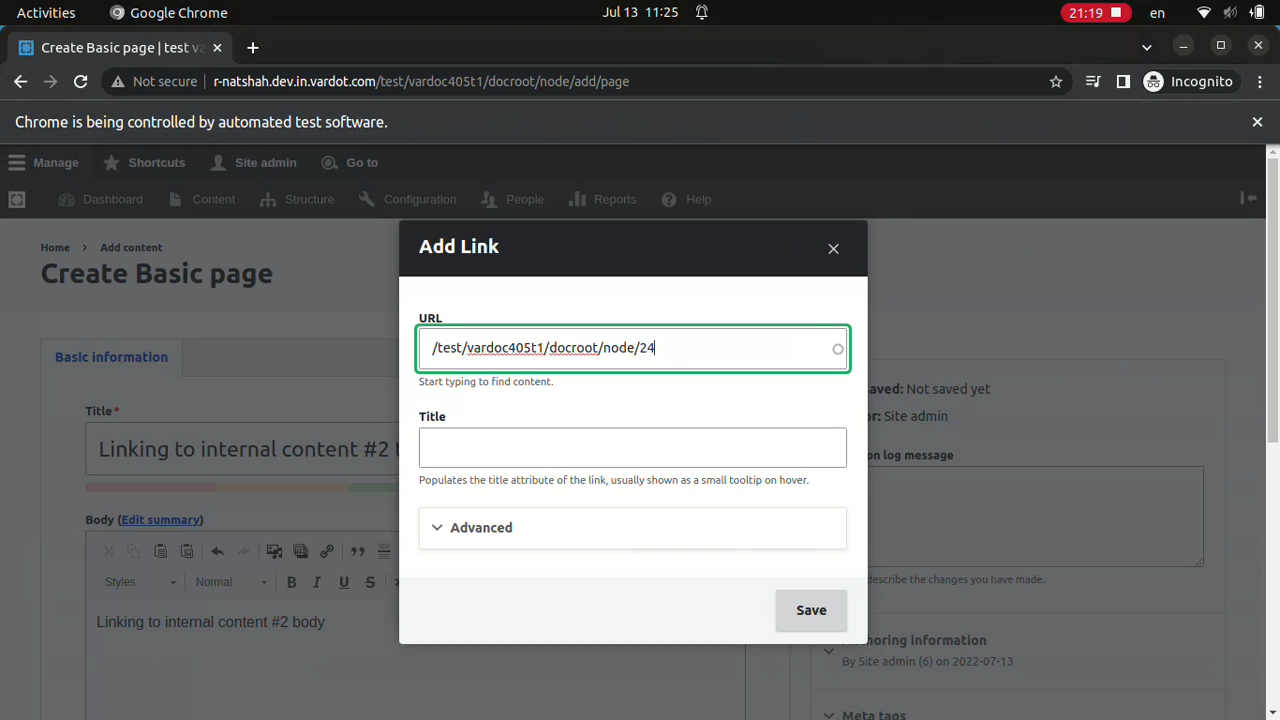 Activities Google Chrome Jul 13 11:25 21:19 en
Create Basic page | test va
Not secure r-natshah.dev.in.vardot.com/test/vardoc405t1/docroot/node/add/page Incognito
Chrome is being controlled by automated test software.
Manage Shortcuts Site admin Go to
Dashboard Content Structure Configuration People Reports Help
Home Add content
Create Basic page
Add Link
URL
/test/vardoc405t1/docroot/node/24
Start typing to find content.
Title
Populates the title attribute of the link, usually shown as a small tooltip on hover.
Advanced
Save
Basic information
Title*
Linking to internal content #2 t
Body (Edit summary)
Styles Normal B I U S
Linking to internal content #2 body
saved: Not saved yet
or: Site admin
on log message
describe the changes you have made.
horing information
By Site admin (6) on 2022-07-13
Meta tags